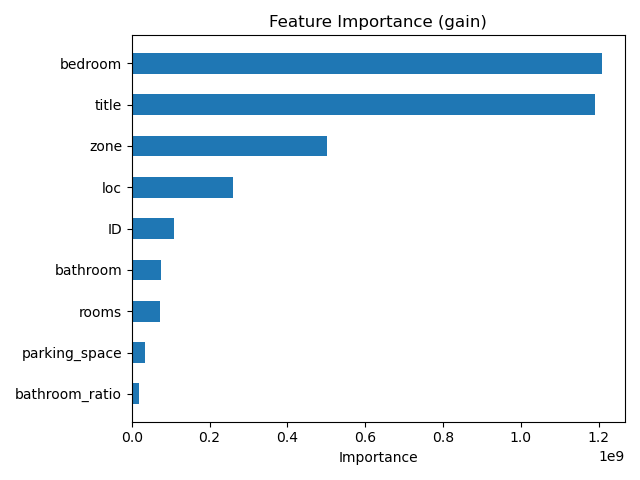 Feature Importance (gain)
bedroom
title
zone
loc
ID
bathroom
rooms
parking_space
bathroom_ratio
0.0 0.2 0.4 0.6 0.8 1.0 1.2
1e9
Importance